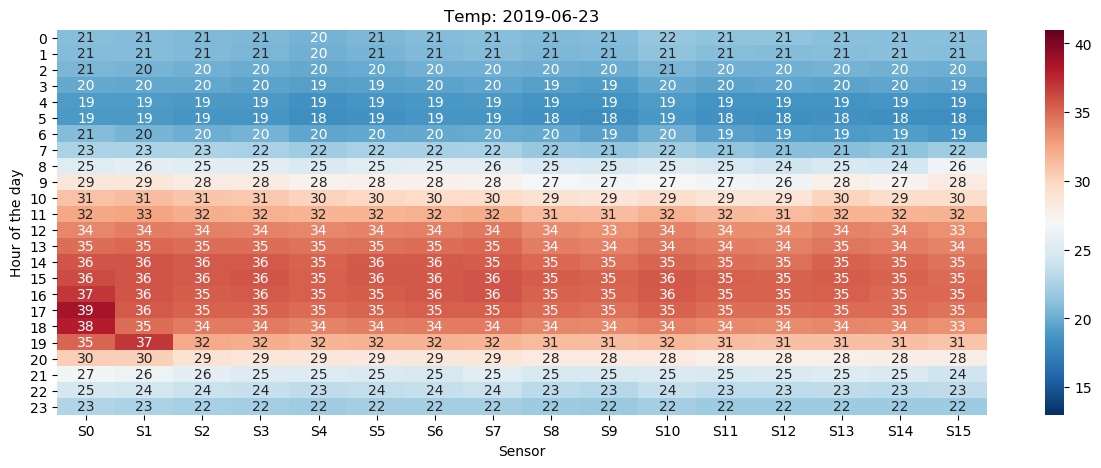 Temp: 2019-06-23
0 21 21 21 21 20 21 21 21 21 21 22 21 21 21 21 21
1 21 21 21 21 20 21 21 21 21 21 21 21 21 21 21 21
2 21 20 20 20 20 20 20 20 20 20 21 20 20 20 20 20
3 20 20 20 20 19 19 20 20 19 19 20 20 20 20 20 19
4 19 19 19 19 19 19 19 19 19 19 19 19 19 19 19 19
5 19 19 19 19 18 19 19 19 18 18 19 18 18 18 18 18
6 21 20 20 20 20 20 20 20 20 19 20 19 19 19 19 19
7 23 23 23 22 22 22 22 22 22 21 22 21 21 21 21 22
8 25 26 25 25 25 25 25 26 25 25 25 25 24 25 24 26
9 29 29 28 28 28 28 28 28 27 27 27 27 26 28 27 28
10 31 31 31 31 30 30 30 30 29 29 29 29 29 30 29 30
11 32 33 32 32 32 32 32 32 31 31 32 32 31 32 32 32
12 34 34 34 34 34 34 34 34 34 33 34 34 34 34 34 33
13 35 35 35 35 35 35 35 35 34 34 34 34 34 35 34 34
14 36 36 36 36 35 36 36 36 35 35 35 35 35 35 35 35
15 36 36 36 36 35 36 36 36 35 35 36 35 35 35 35 35
16 37 36 35 36 35 35 36 36 35 35 35 35 35 35 35 35
17 39 36 35 35 35 35 35 35 35 35 35 35 35 35 35 35
18 38 35 34 34 34 34 34 34 34 34 34 34 34 34 34 33
19 35 37 32 32 32 32 32 32 31 31 32 31 31 31 31 31
20 30 30 29 29 29 29 29 29 28 28 28 28 28 28 28 28
21 27 26 26 25 25 25 25 25 25 25 25 25 25 25 25 24
22 25 24 24 24 23 24 24 24 23 23 24 23 23 23 23 23
23 23 23 22 22 22 22 22 22 22 22 22 22 22 22 22 22
S0 S1 S2 S3 S4 S5 S6 S7 S8 S9 S10 S11 S12 S13 S14 S15
Sensor
Hour of the day
40
35
30
25
20
15